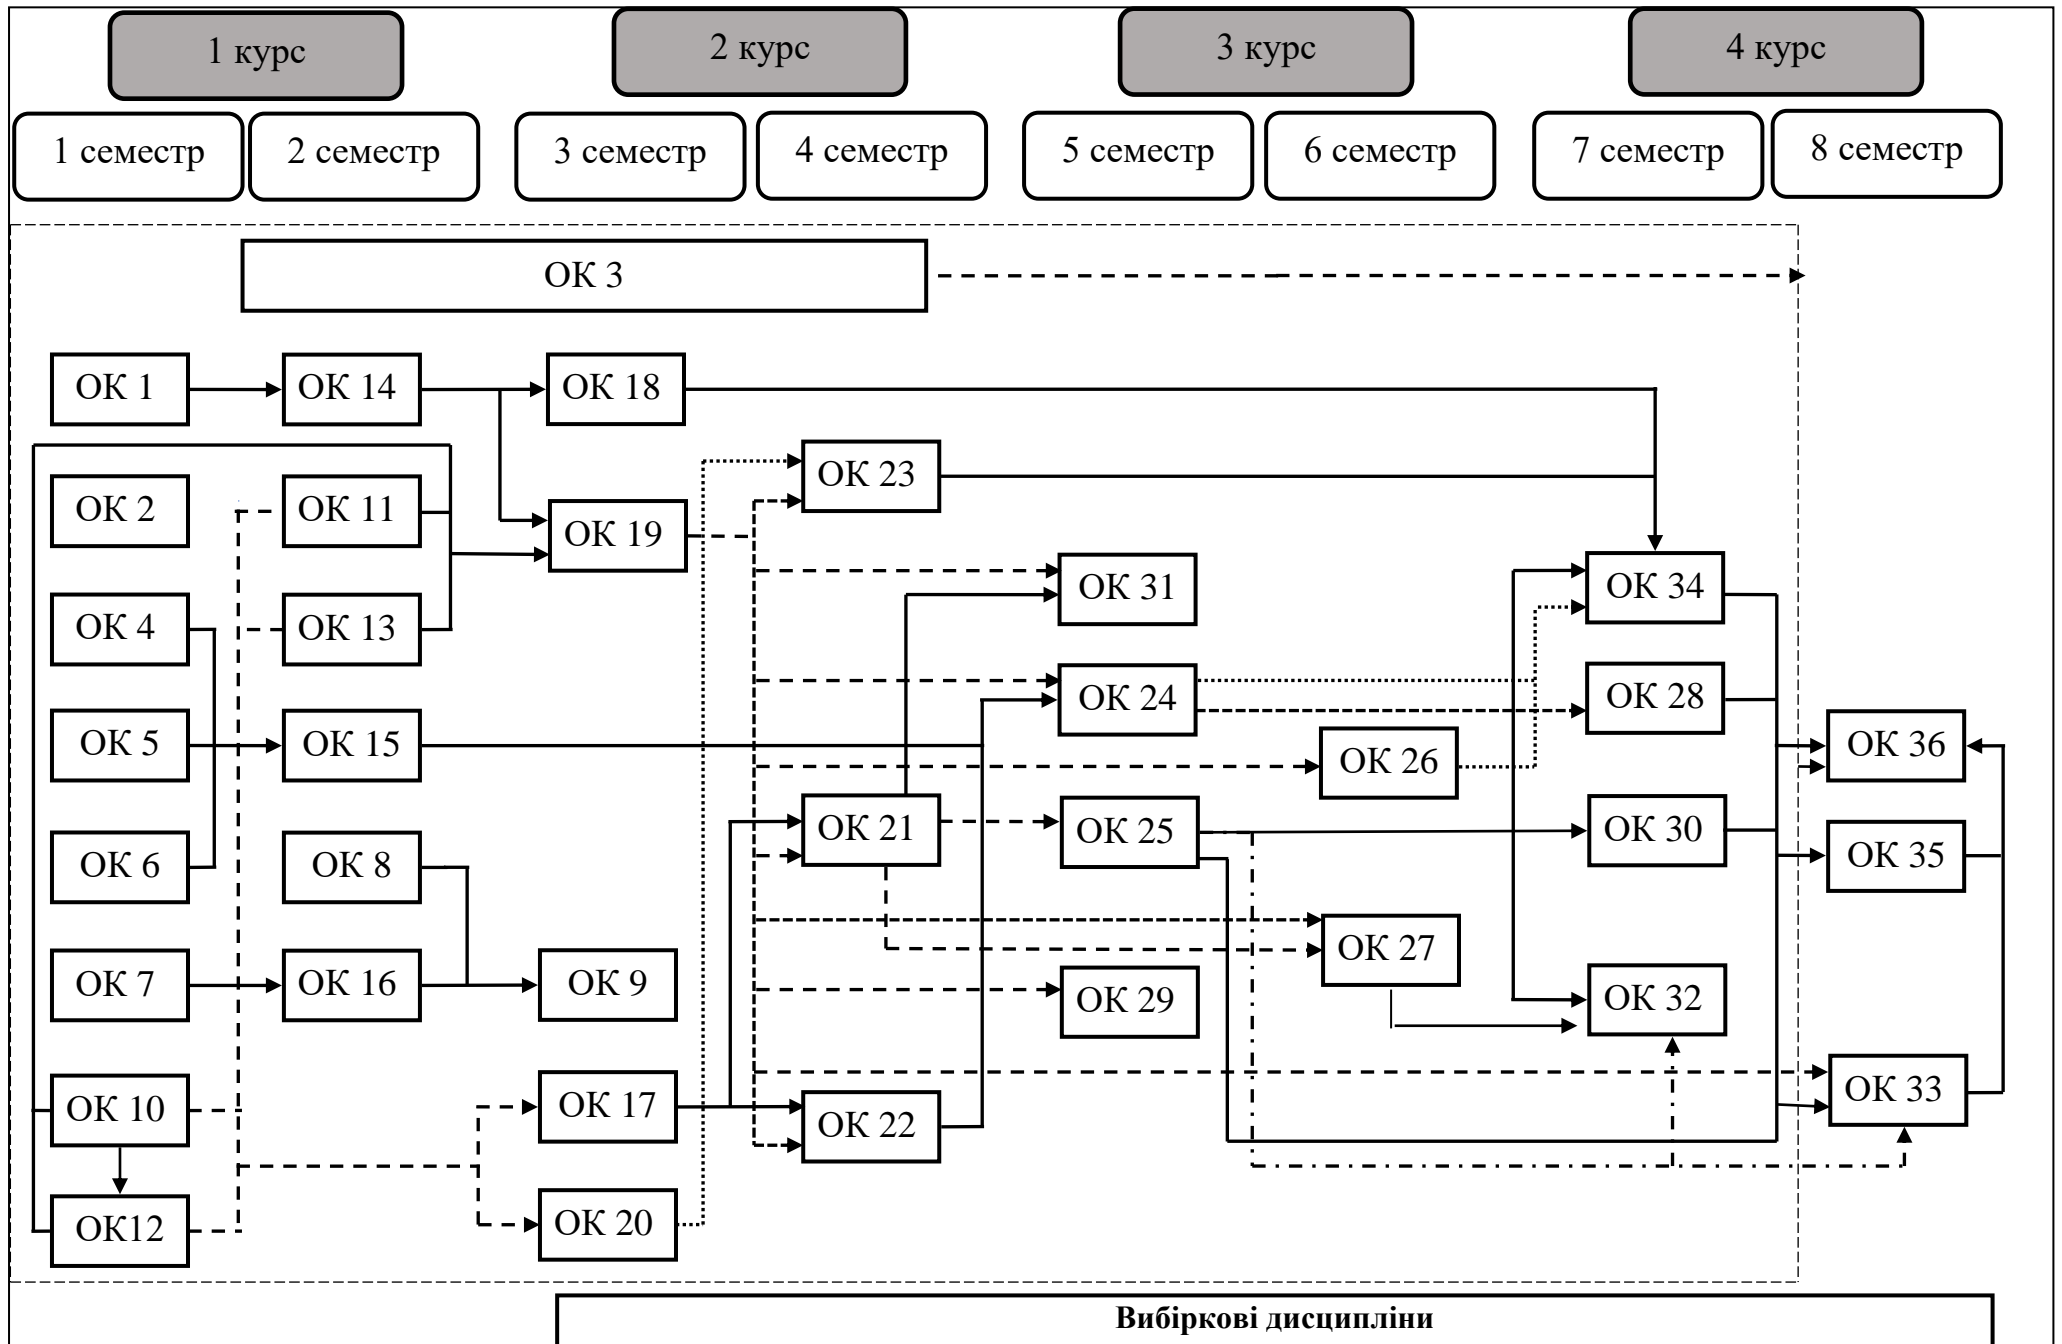 1 курс
2 курс
3 курс
4 курс
1 семестр
2 семестр
3 семестр
4 семестр
5 семестр
6 семестр
7 семестр
8 семестр
ОК 3
ОК 1
ОК 14
ОК 18
ОК 23
ОК 2
ОК 11
ОК 19
ОК 31
ОК 34
ОК 4
ОК 13
ОК 24
ОК 28
ОК 5
ОК 15
ОК 26
ОК 36
ОК 21
ОК 25
ОК 30
ОК 35
ОК 6
ОК 8
ОК 27
ОК 7
ОК 16
ОК 9
ОК 29
ОК 32
ОК 33
ОК 10
ОК 17
ОК 22
ОК12
ОК 20
Вибіркові дисципліни